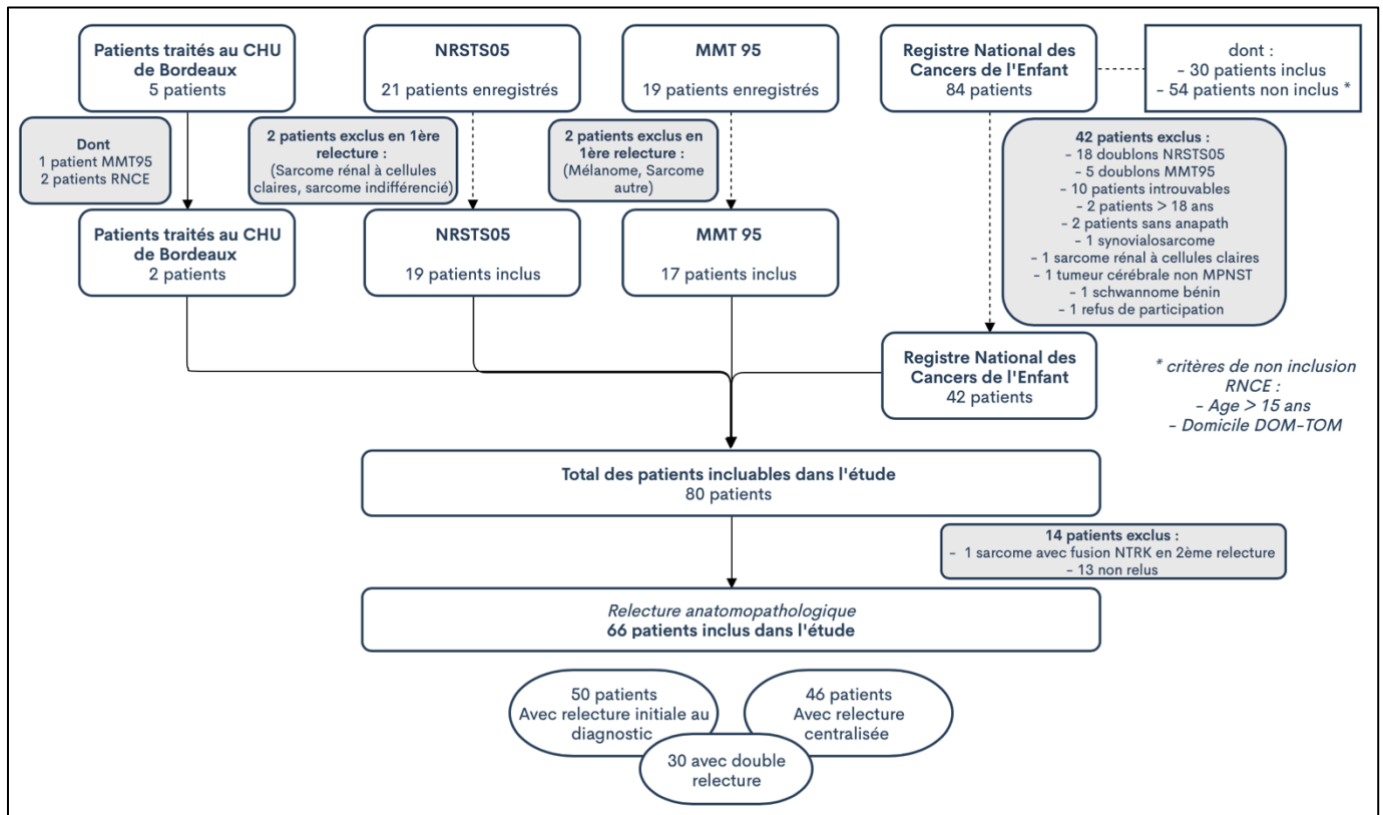 Patients traités au CHU
de Bordeaux
5 patients
NRSTS05
21 patients enregistrés
MMT 95
19 patients enregistrés
Registre National des
Cancers de l'Enfant
84 patients
dont :
- 30 patients inclus
- 54 patients non inclus *
Dont
1 patient MMT95
2 patients RNCE
2 patients exclus en 1ère
relecture :
(Sarcome rénal à cellules
claires, sarcome indifférencié)
2 patients exclus en
1ère relecture :
(Mélanome, Sarcome
autre)
42 patients exclus :
- 18 doublons NRSTS05
- 5 doublons MMT95
- 10 patients introuvables
- 2 patients > 18 ans
- 2 patients sans anapath
- 1 synovialosarcome
- 1 sarcome rénal à cellules claires
- 1 tumeur cérébrale non MPNST
- 1 schwannome bénin
- 1 refus de participation
Patients traités au CHU
de Bordeaux
2 patients
NRSTS05
19 patients inclus
MMT 95
17 patients inclus
Registre National des
Cancers de l'Enfant
42 patients
* critères de non inclusion
RNCE :
- Age > 15 ans
- Domicile DOM-TOM
Total des patients incluables dans l'étude
80 patients
14 patients exclus :
- 1 sarcome avec fusion NTRK en 2ème relecture
- 13 non relus
Relecture anatomopathologique
66 patients inclus dans l'étude
50 patients
Avec relecture initiale au
diagnostic
46 patients
Avec relecture
centralisée
30 avec double
relecture